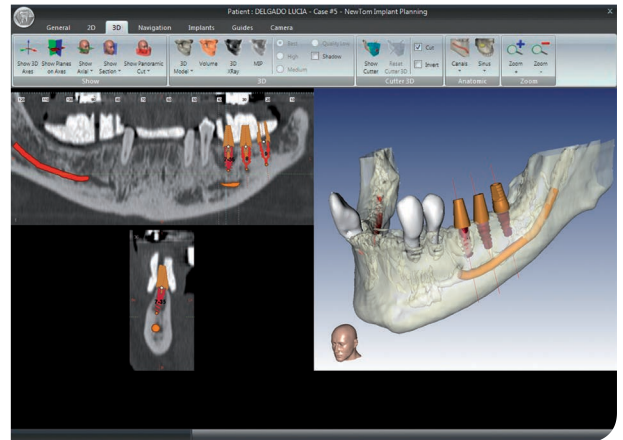 Patient : DELGADO LUCIA - Case #5 - NewTom Implant Planning X
General 2D 3D Navigation Implants Guides Camera
Show 3D Axes
Show Planes on Axes
Show Axial
Show Section
Show Panoramic Cut
3D Model
Volume
3D XRay
MIP
Best
High
Medium
Quality Low
Shadow
Show Cutter
Reset Cutter 3D
Cut
Invert
Canals
Sinus
Zoom +
Zoom -
Show 3D Cutter 3D Anatomic Zoom